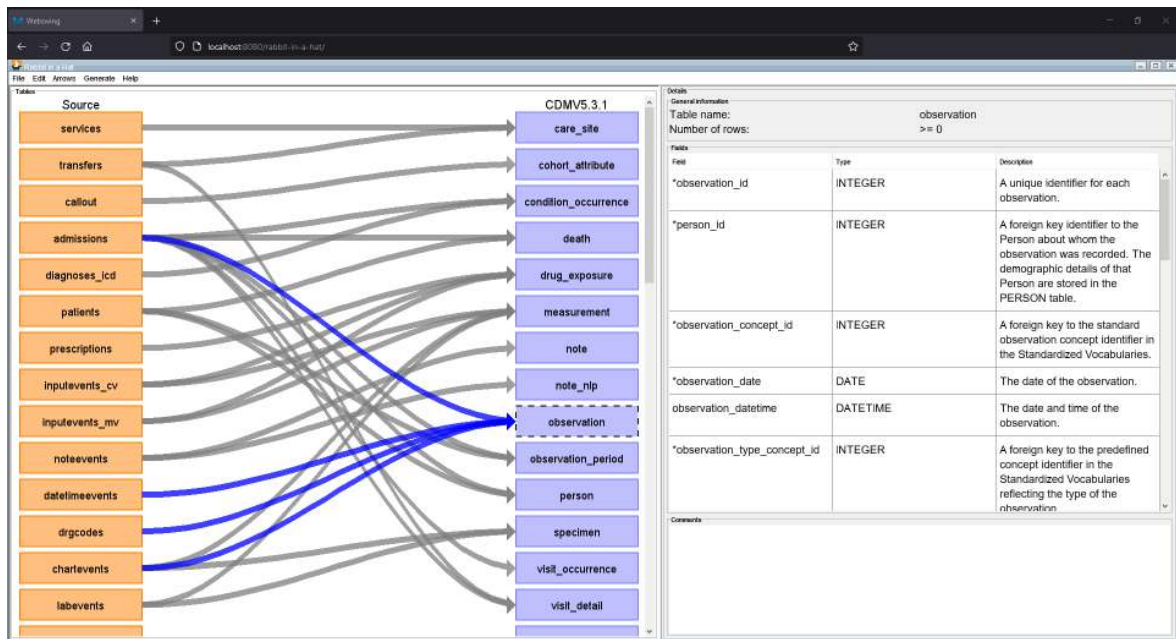 Webswing
localhost:8080/rabbit-in-a-hat/
Rabbit in a Hat
File Edit Arrows Generate Help
Tables
Source CDMV5.3.1
services care_site
transfers cohort_attribute
callout condition_occurrence
admissions death
diagnoses_icd drug_exposure
patients measurement
prescriptions note
inputevents_cv note_nlp
inputevents_mv observation
noteevents observation_period
datetimeevents person
drgcodes specimen
chartevents visit_occurrence
labevents visit_detail
Details
General information
Table name: observation
Number of rows: >= 0
Fields
Field Type Description
*observation_id INTEGER A unique identifier for each
observation.
*person_id INTEGER A foreign key identifier to the
Person about whom the
observation was recorded. The
demographic details of that
Person are stored in the
PERSON table.
*observation_concept_id INTEGER A foreign key to the standard
observation concept identifier in
the Standardized Vocabularies.
*observation_date DATE The date of the observation.
observation_datetime DATETIME The date and time of the
observation.
*observation_type_concept_id INTEGER A foreign key to the predefined
concept identifier in the
Standardized Vocabularies
reflecting the type of the
observation
Comments